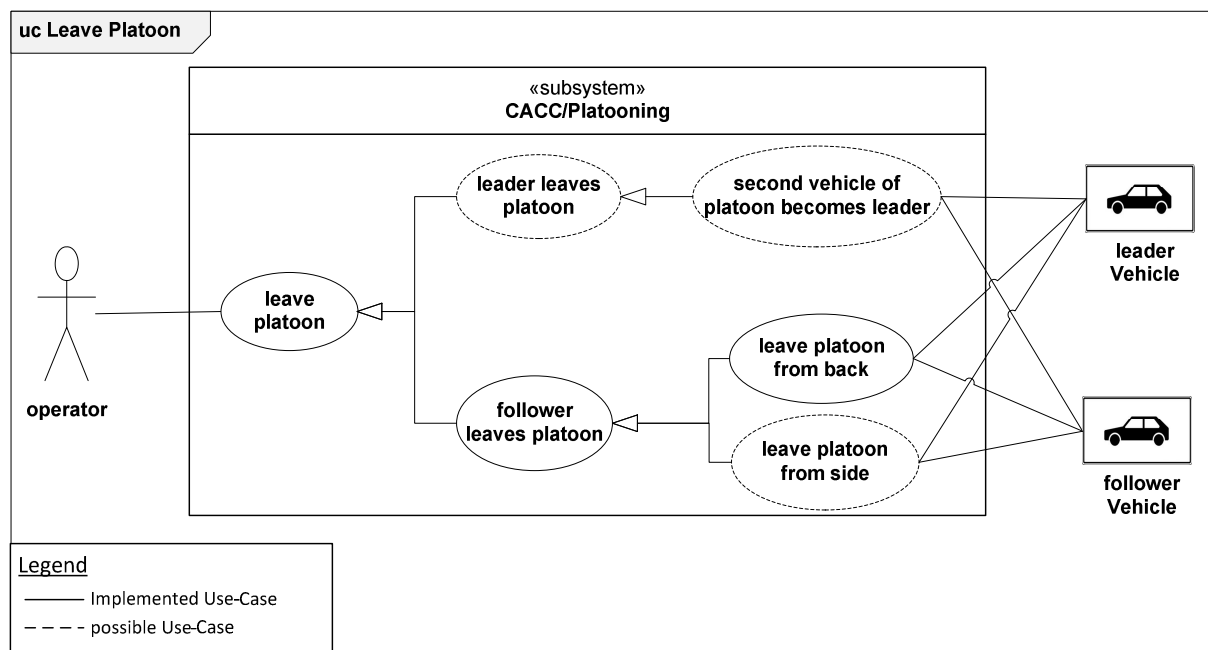 uc Leave Platoon
«subsystem»
CACC/Platooning
leader leaves
platoon
second vehicle of
platoon becomes leader
leader
Vehicle
leave
platoon
operator
leave platoon
from back
follower
leaves platoon
leave platoon
from side
follower
Vehicle
Legend
Implemented Use-Case
possible Use-Case